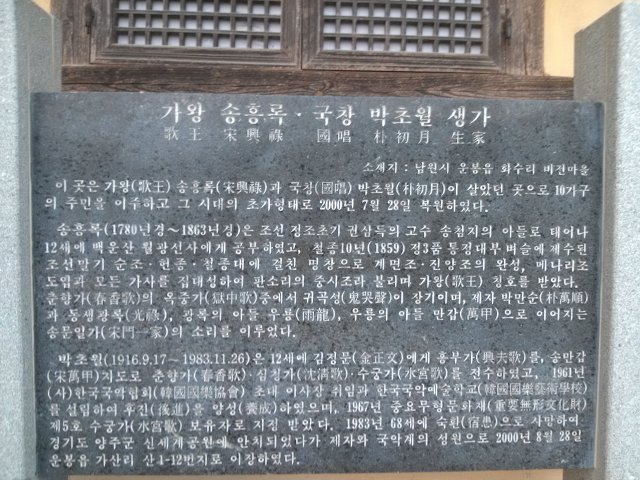 가왕 송흥록·국창 박초월 생가
歌王 宋興祿 國唱 朴初月 生家
소재지 : 남원시 운봉읍 화수리 비전마을
이 곳은 가왕(歌王) 송흥록(宋興祿)과 국창(國唱) 박초월(朴初月)이 살았던 곳으로 10가구
의 주민을 이주하고 그 시대의 초가형태로 2000년 7월 28일 복원하였다.
송흥록(1780년경~1863년경)은 조선 정조초기 권삼득의 고수 송첨지의 아들로 태어나
12세에 백운산 월광선사에게 공부하였고, 철종10년(1859) 정3품 통정대부 벼슬에 제수된
조선말기 순조·헌종·철종대에 걸친 명창으로 계면조·진양조의 완성, 메나리조
도입과 모든 가사를 집대성하여 판소리의 중시조라 불리며 가왕(歌王) 칭호를 받았다.
춘향가(春香歌)의 옥중가(獄中歌)중에서 귀곡성(鬼哭聲)이 장기이며, 제자 박만순(朴萬順)
과 동생광록(光祿), 광록의 아들 우룡(雨龍), 우룡의 아들 만갑(萬甲)으로 이어지는
송문일가(宋門一家)의 소리를 이루었다.
박초월(1916.9.17~1983.11.26)은 12세에 김정문(金正文)에게 흥부가(興夫歌)를, 송만갑
(宋萬甲)지도로 춘향가(春香歌)·심청가(沈淸歌)·수궁가(水宮歌)를 전수하였고, 1961년
(사)한국국악협회(韓國國樂協會) 초대 이사장 취임과 한국국악예술학교(韓國國樂藝術學校)
를 설립하여 후진(後進)을 양성(養成)하였으며, 1967년 중요무형문화재(重要無形文化財)
제5호 수궁가(水宮歌) 보유자로 지정 받았다. 1983년 68세에 숙환(宿患)으로 사망하여
경기도 양주군 신세계공원에 안치되었다가 제자와 국악계의 성원으로 2000년 8월 28일
운봉읍 가산리 산1-12번지로 이장하였다.